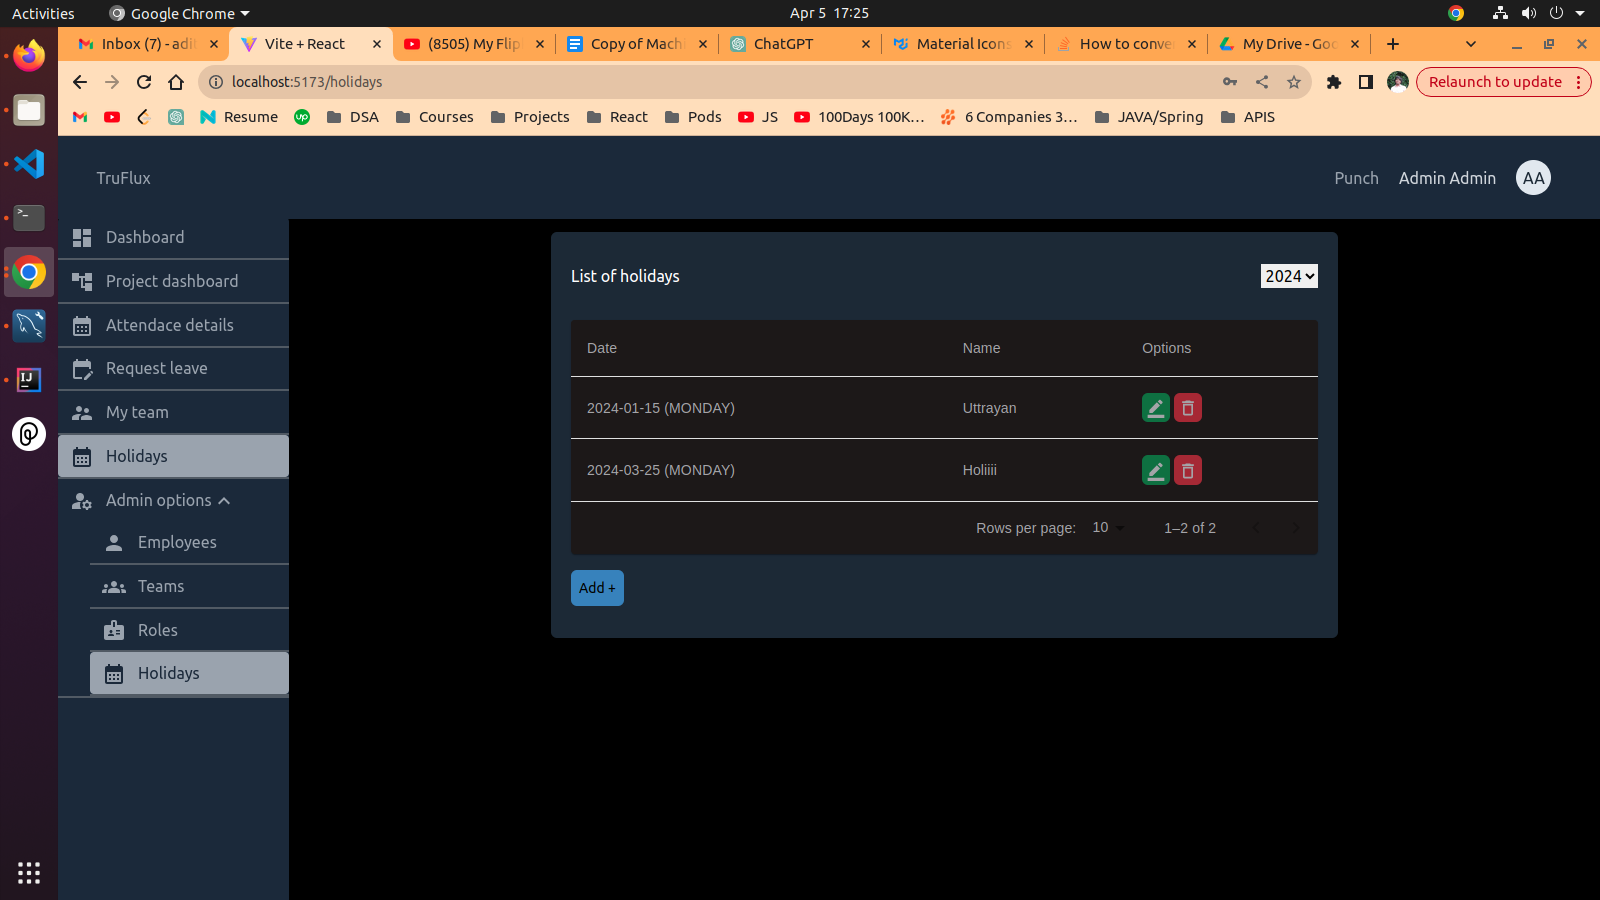 Activities Google Chrome Apr 5 17:25
Inbox (7) - adi Vite + React (8505) My Flip Copy of Mach ChatGPT Material Icons How to conve My Drive - Goo
localhost:5173/holidays Relaunch to update
Resume up DSA Courses Projects React Pods JS 100Days 100K... 6 Companies 3... JAVA/Spring APIS
TruFlux Punch Admin Admin AA
Dashboard
Project dashboard
Attendace details
Request leave
My team
Holidays
Admin options
Employees
Teams
Roles
Holidays
List of holidays 2024
Date Name Options
2024-01-15 (MONDAY) Uttrayan
2024-03-25 (MONDAY) Holiiii
Rows per page: 10 1–2 of 2
Add +
IJ